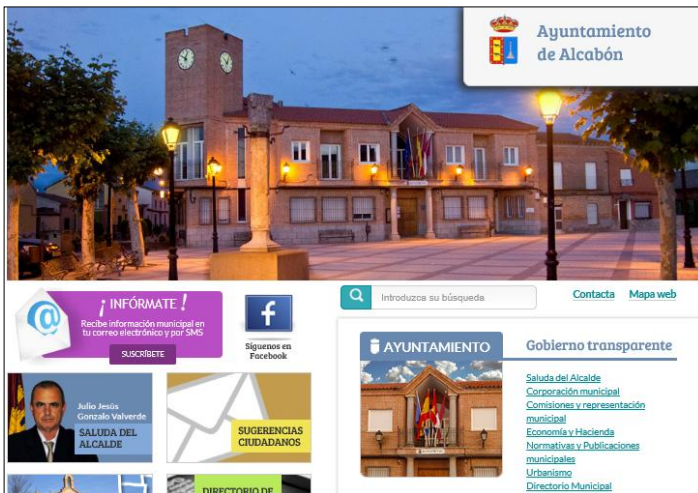 Ayuntamiento
de Alcabón
¡INFÓRMATE!
Recibe información municipal en
tu correo electrónico y por SMS
SUSCRÍBETE
Síguenos en
Facebook
Introduzca su búsqueda
Contacta
Mapa web
Julio Jesús
Gonzalo Valverde
SALUDA DEL
ALCALDE
SUGERENCIAS
CIUDADANOS
DIRECTORIO DE
AYUNTAMIENTO
Gobierno transparente
Saluda del Alcalde
Corporación municipal
Comisiones y representación
municipal
Economía y Hacienda
Normativas y Publicaciones
municipales
Urbanismo
Directorio Municipal